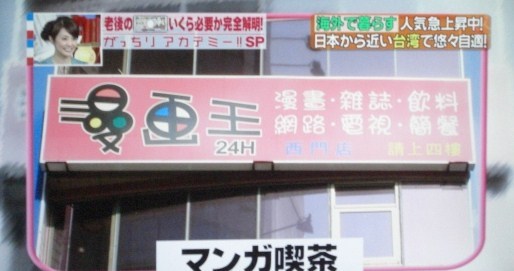 老後の いくら必要か完全解明!
がっちりアカデミー!!SP
海外で暮らす 人気急上昇中!
日本から近い台湾で悠々自適!
漫畫王
24H
漫畫・雜誌・飲料
網路・電視・簡餐
西門店 請上四樓
マンガ喫茶